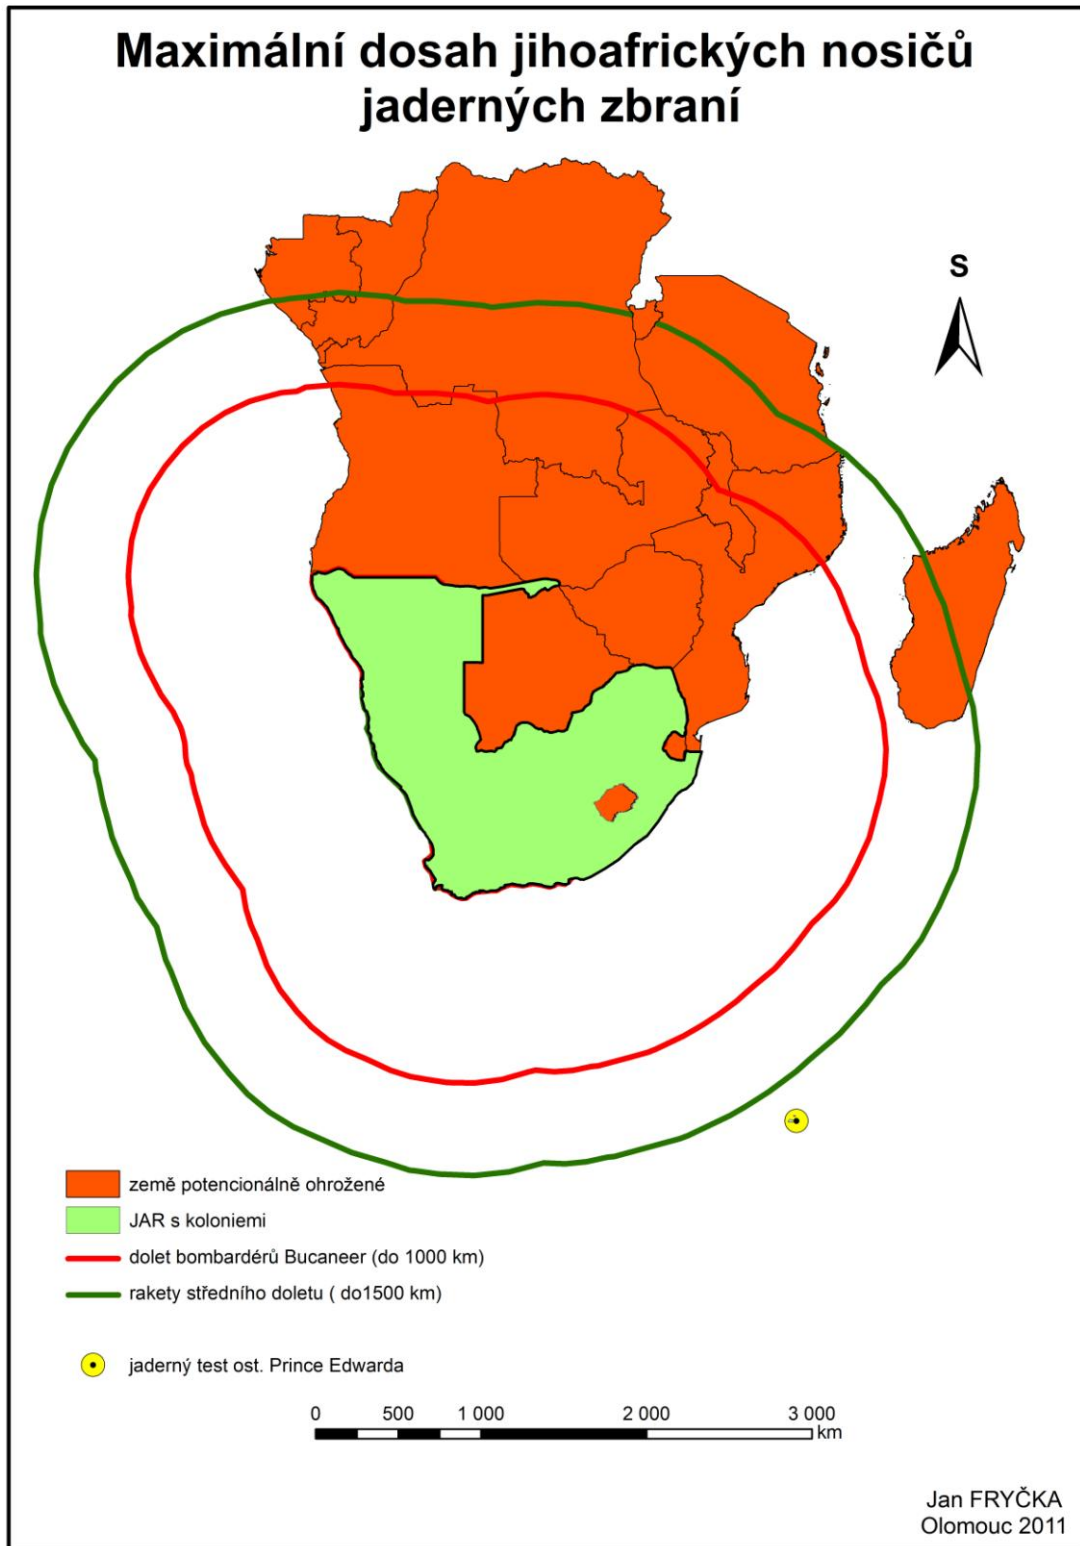 Maximální dosah jihoafrických nosičů
jaderných zbraní
S
země potencionálně ohrožené
JAR s koloniemi
dolet bombardérů Bucaneer (do 1000 km)
rakety středního doletu ( do1500 km)
jaderný test ost. Prince Edwarda
0 500 1 000 2 000 3 000
km
Jan FRYČKA
Olomouc 2011